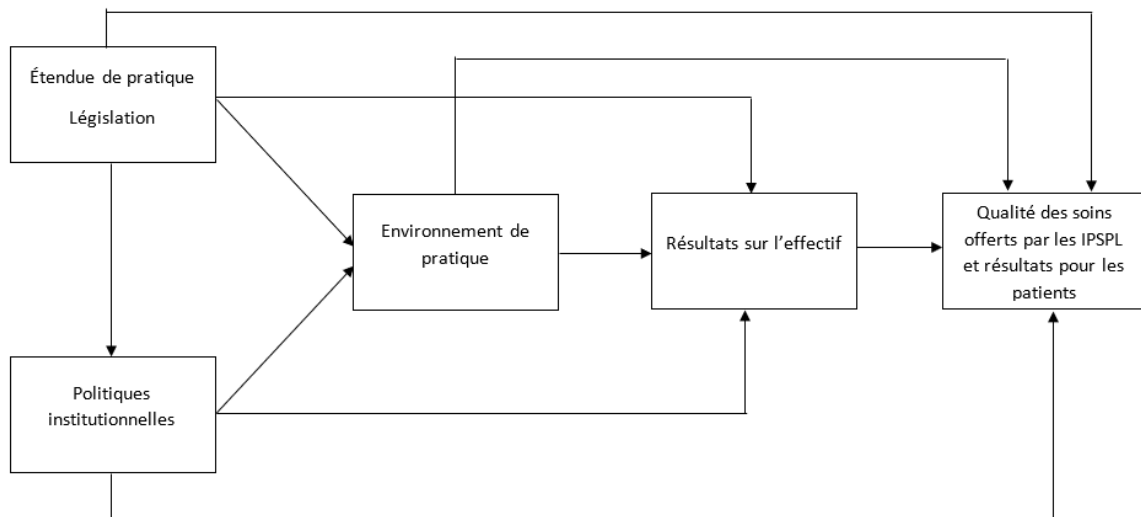 Étendue de pratique
Législation
Environnement de
pratique
Résultats sur l'effectif
Qualité des soins
offerts par les IPSPL
et résultats pour les
patients
Politiques
institutionnelles